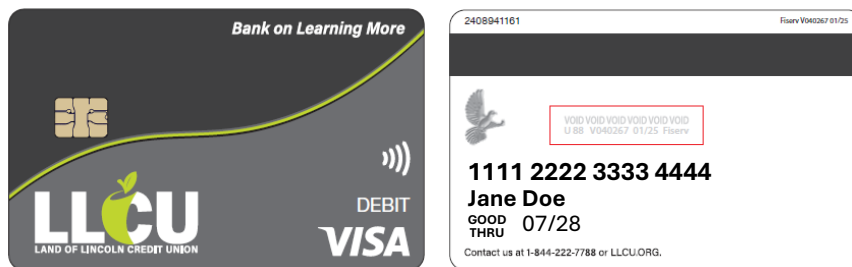 Bank on Learning More
LLCU
LAND OF LINCOLN CREDIT UNION
DEBIT
VISA
2408941161 Fiserv V040267 01/25
VOID VOID VOID VOID VOID VOID
U 88 V040267 01/25 Fiserv
1111 2222 3333 4444
Jane Doe
GOOD THRU 07/28
Contact us at 1-844-222-7788 or LLCU.ORG.